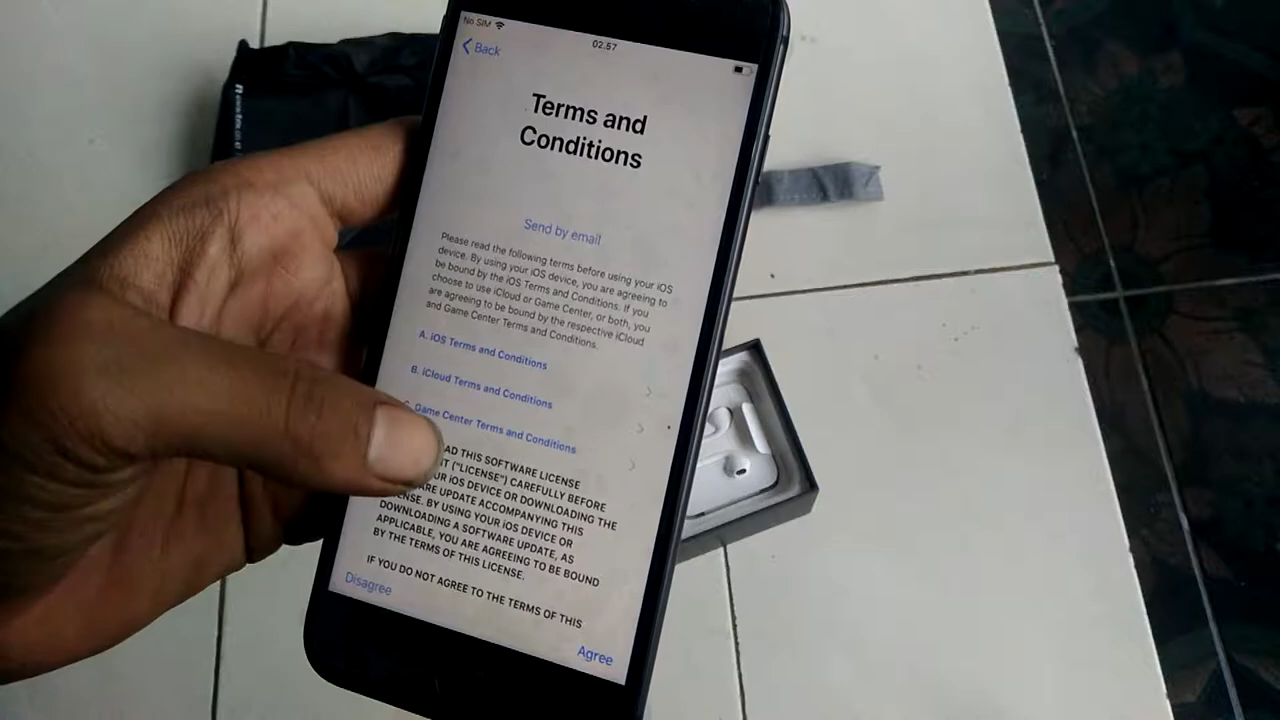 No SIM
02.57
Back
Terms and
Conditions
Send by email
Please read the following terms before using your iOS
device. By using your iOS device, you are agreeing to
be bound by the iOS Terms and Conditions. If you
choose to use iCloud or Game Center, or both, you
are agreeing to be bound by the respective iCloud
and Game Center Terms and Conditions.
A. iOS Terms and Conditions
B. iCloud Terms and Conditions
Game Center Terms and Conditions
AD THIS SOFTWARE LICENSE
T ("LICENSE") CAREFULLY BEFORE
UR iOS DEVICE OR DOWNLOADING THE
ARE UPDATE ACCOMPANYING THIS
ENSE. BY USING YOUR iOS DEVICE OR
DOWNLOADING A SOFTWARE UPDATE, AS
APPLICABLE, YOU ARE AGREEING TO BE BOUND
BY THE TERMS OF THIS LICENSE.
IF YOU DO NOT AGREE TO THE TERMS OF THIS
Disagree
Agree